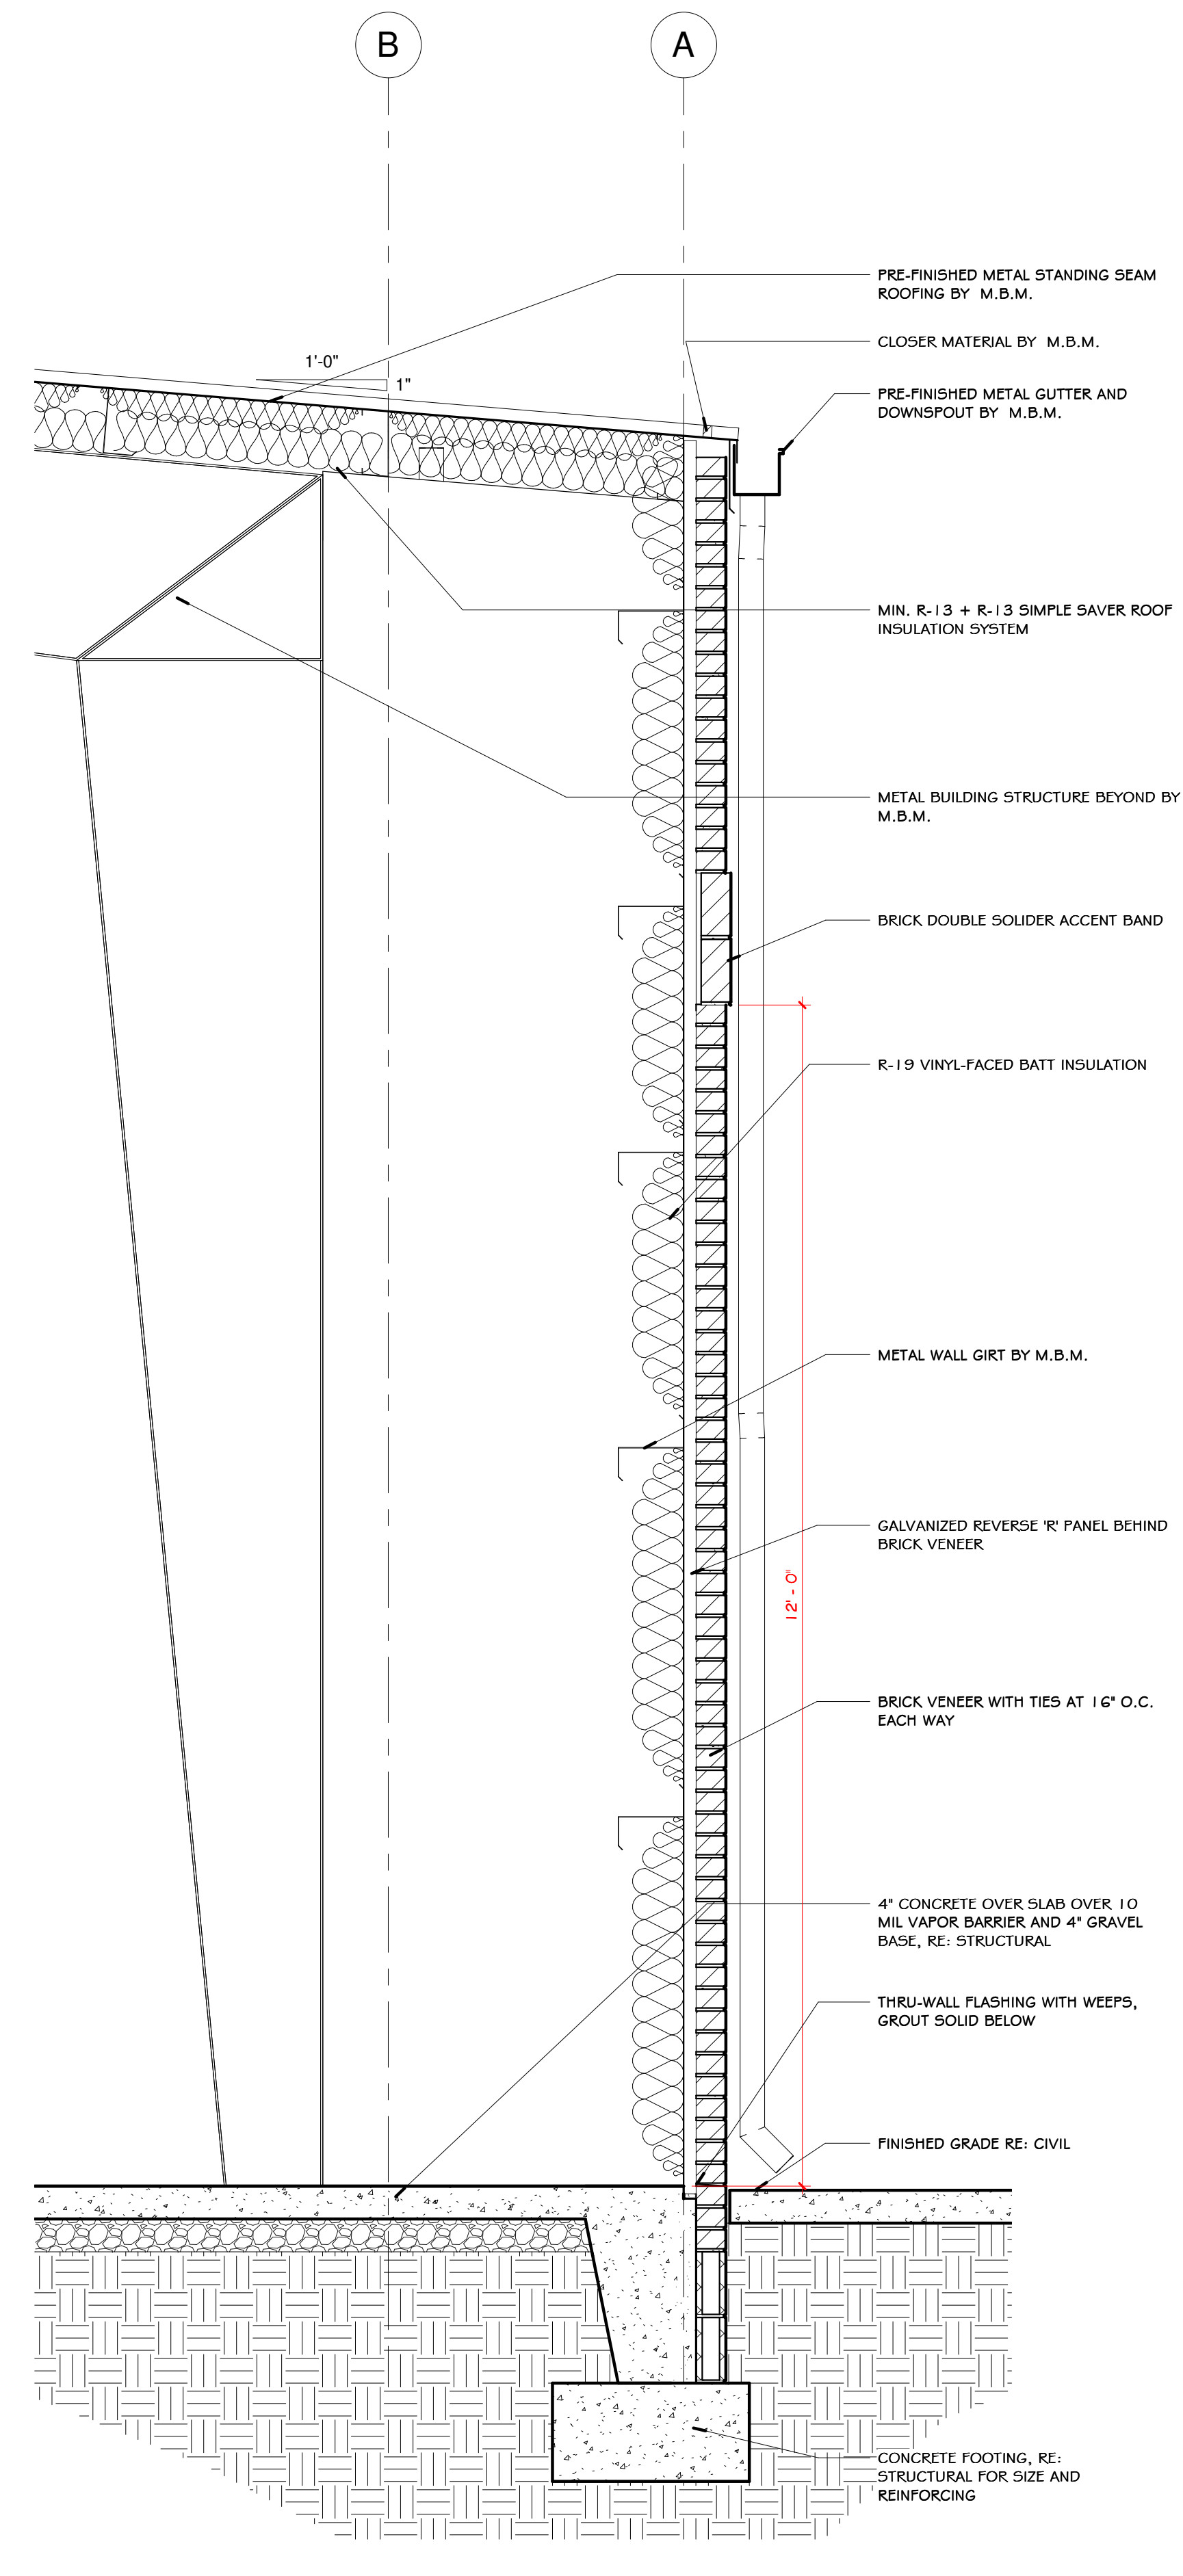 B
A
PRE-FINISHED METAL STANDING SEAM
ROOFING BY M.B.M.
CLOSER MATERIAL BY M.B.M.
1'-0"
1"
PRE-FINISHED METAL GUTTER AND
DOWNSPOUT BY M.B.M.
MIN. R-13 + R-13 SIMPLE SAVER ROOF
INSULATION SYSTEM
METAL BUILDING STRUCTURE BEYOND BY
M.B.M.
BRICK DOUBLE SOLIDER ACCENT BAND
R-19 VINYL-FACED BATT INSULATION
METAL WALL GIRT BY M.B.M.
GALVANIZED REVERSE 'R' PANEL BEHIND
BRICK VENEER
12' - 0"
BRICK VENEER WITH TIES AT 16" O.C.
EACH WAY
4" CONCRETE OVER SLAB OVER 10
MIL VAPOR BARRIER AND 4" GRAVEL
BASE, RE: STRUCTURAL
THRU-WALL FLASHING WITH WEEPS,
GROUT SOLID BELOW
FINISHED GRADE RE: CIVIL
CONCRETE FOOTING, RE:
STRUCTURAL FOR SIZE AND
REINFORCING